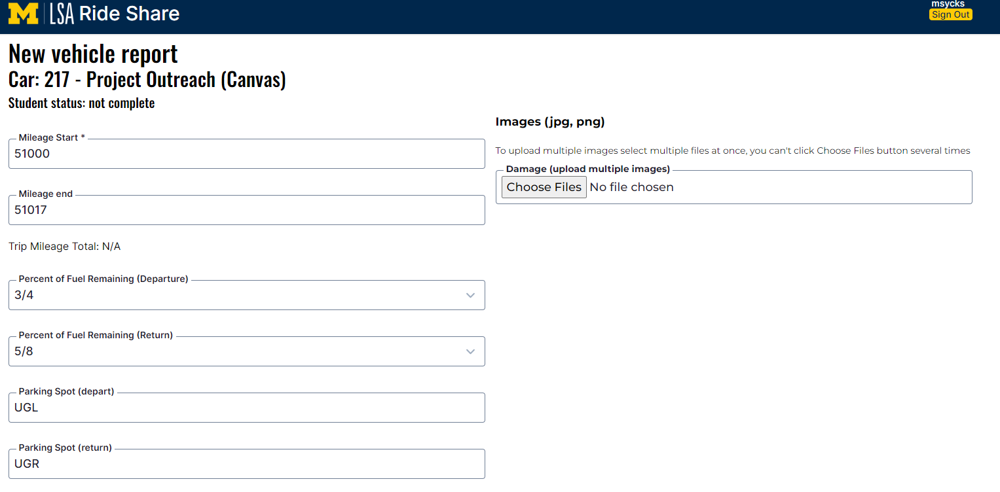 M LSA Ride Share
msycks
Sign Out
New vehicle report
Car: 217 - Project Outreach (Canvas)
Student status: not complete
Mileage Start *
51000
Mileage end
51017
Trip Mileage Total: N/A
Percent of Fuel Remaining (Departure)
3/4
Percent of Fuel Remaining (Return)
5/8
Parking Spot (depart)
UGL
Parking Spot (return)
UGR
Images (jpg, png)
To upload multiple images select multiple files at once, you can't click Choose Files button several times
Damage (upload multiple images)
Choose Files No file chosen